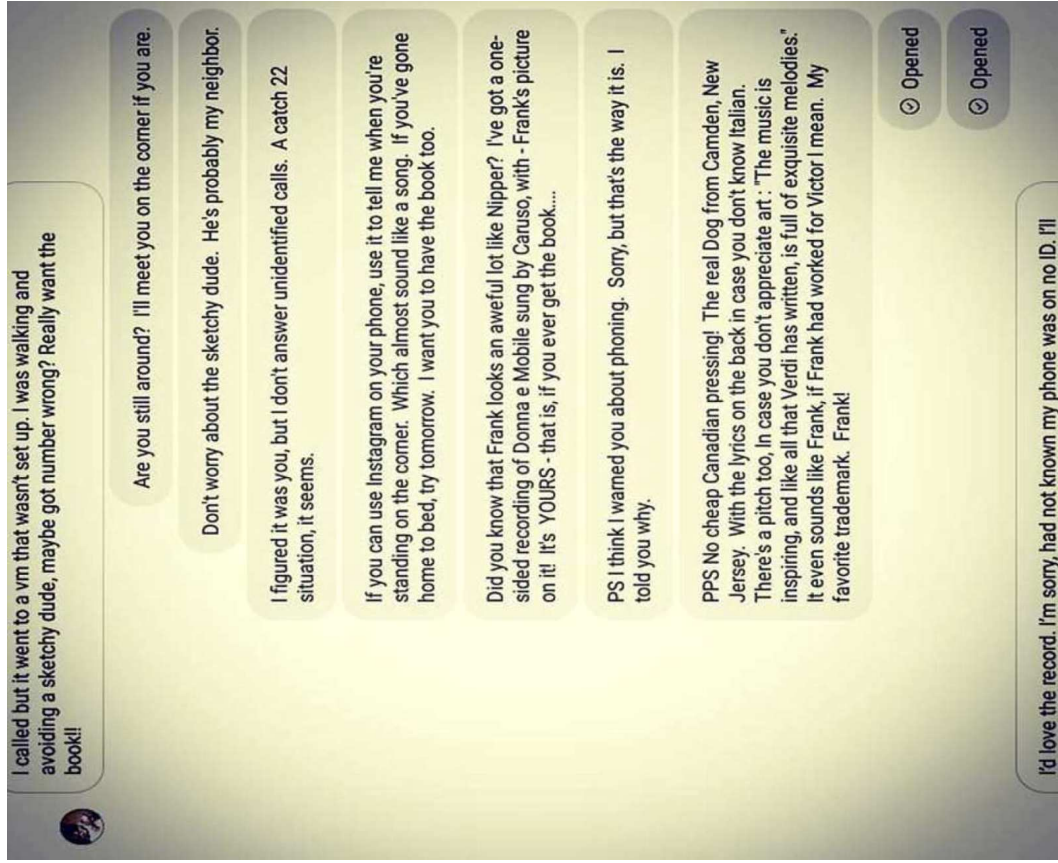 I called but it went to a vm that wasn't set up. I was walking and
avoiding a sketchy dude, maybe got number wrong? Really want the
book!!
Are you still around? I'll meet you on the corner if you are.
Don't worry about the sketchy dude. He's probably my neighbor.
I figured it was you, but I don't answer unidentified calls. A catch 22
situation, it seems.
If you can use Instagram on your phone, use it to tell me when you're
standing on the corner. Which almost sound like a song. If you've gone
home to bed, try tomorrow. I want you to have the book too.
Did you know that Frank looks an aweful lot like Nipper? I've got a one-
sided recording of Donna e Mobile sung by Caruso, with - Frank's picture
on it! It's YOURS - that is, if you ever get the book....
PS I think I warned you about phoning. Sorry, but that's the way it is. I
told you why.
PPS No cheap Canadian pressing! The real Dog from Camden, New
Jersey. With the lyrics on the back in case you don't know Italian.
There's a pitch too, In case you don't appreciate art : "The music is
inspiring, and like all that Verdi has written, is full of exquisite melodies."
It even sounds like Frank, if Frank had worked for Victor I mean. My
favorite trademark. Frank!
Opened
Opened
I'd love the record. I'm sorry, had not known my phone was on no ID. I'll